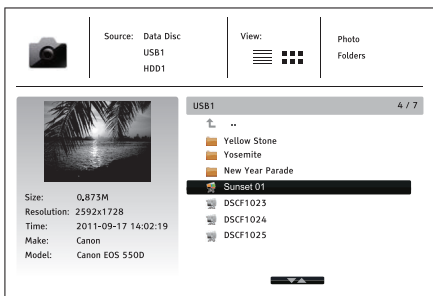 Source: Data Disc
USB1
HDD1
View:
Photo
Folders
USB1 4 / 7
..
Yellow Stone
Yosemite
New Year Parade
Sunset 01
DSCF1023
DSCF1024
DSCF1025
Size: 0.873M
Resolution: 2592x1728
Time: 2011-09-17 14:02:19
Make: Canon
Model: Canon EOS 550D